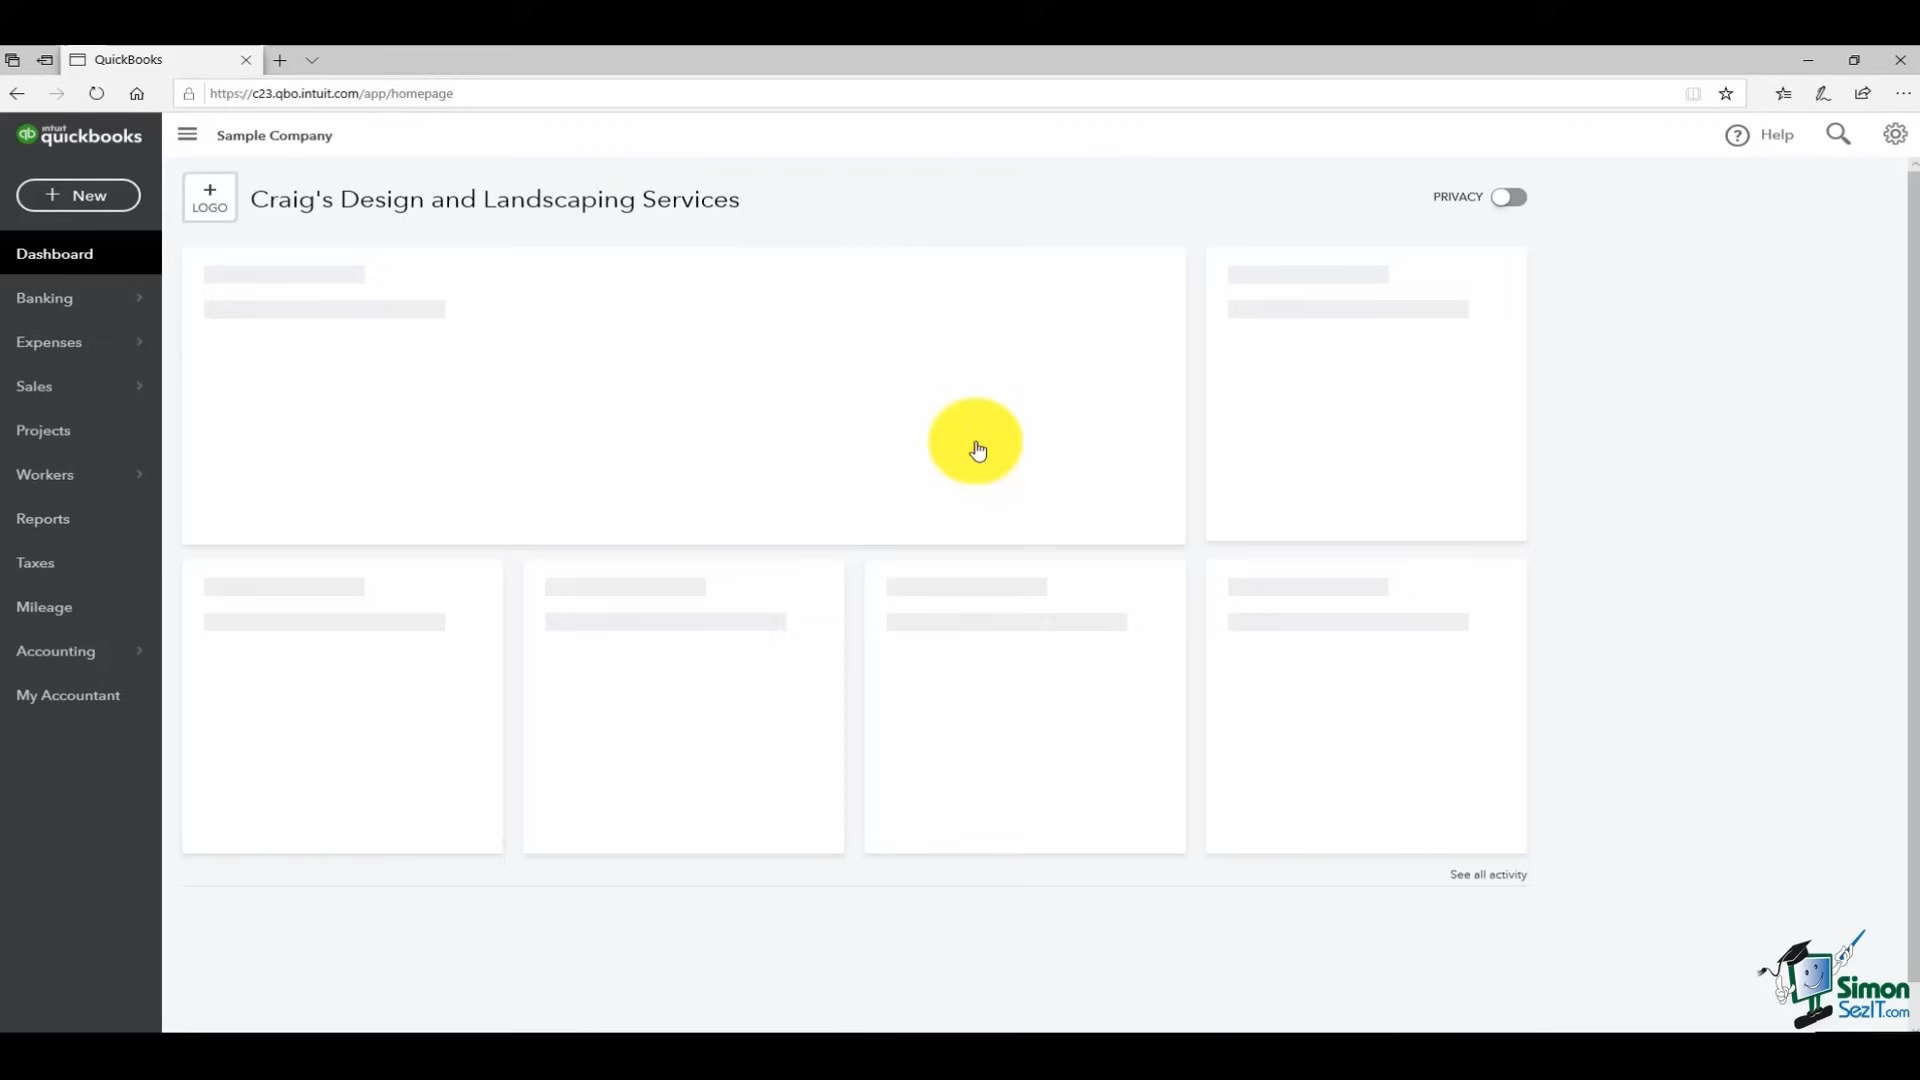 QuickBooks
https://c23.qbo.intuit.com/app/homepage
intuit
quickbooks
qb
Sample Company
? Help
+ New
+
LOGO
Craig's Design and Landscaping Services
PRIVACY
Dashboard
Banking
Expenses
Sales
Projects
Workers
Reports
Taxes
Mileage
Accounting
My Accountant
See all activity
Simon
SezIT.com